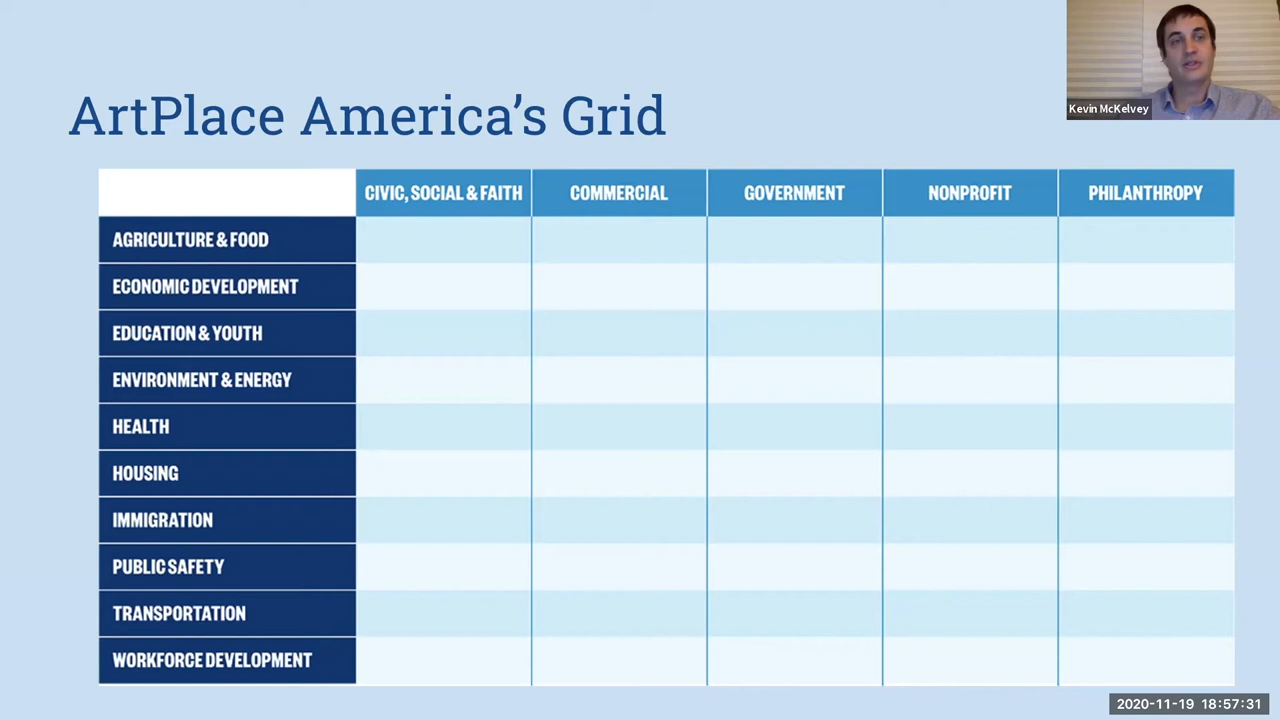 ArtPlace America's Grid
Kevin McKelvey
CIVIC, SOCIAL & FAITH
COMMERCIAL
GOVERNMENT
NONPROFIT
PHILANTHROPY
AGRICULTURE & FOOD
ECONOMIC DEVELOPMENT
EDUCATION & YOUTH
ENVIRONMENT & ENERGY
HEALTH
HOUSING
IMMIGRATION
PUBLIC SAFETY
TRANSPORTATION
WORKFORCE DEVELOPMENT
2020-11-19 18:57:31